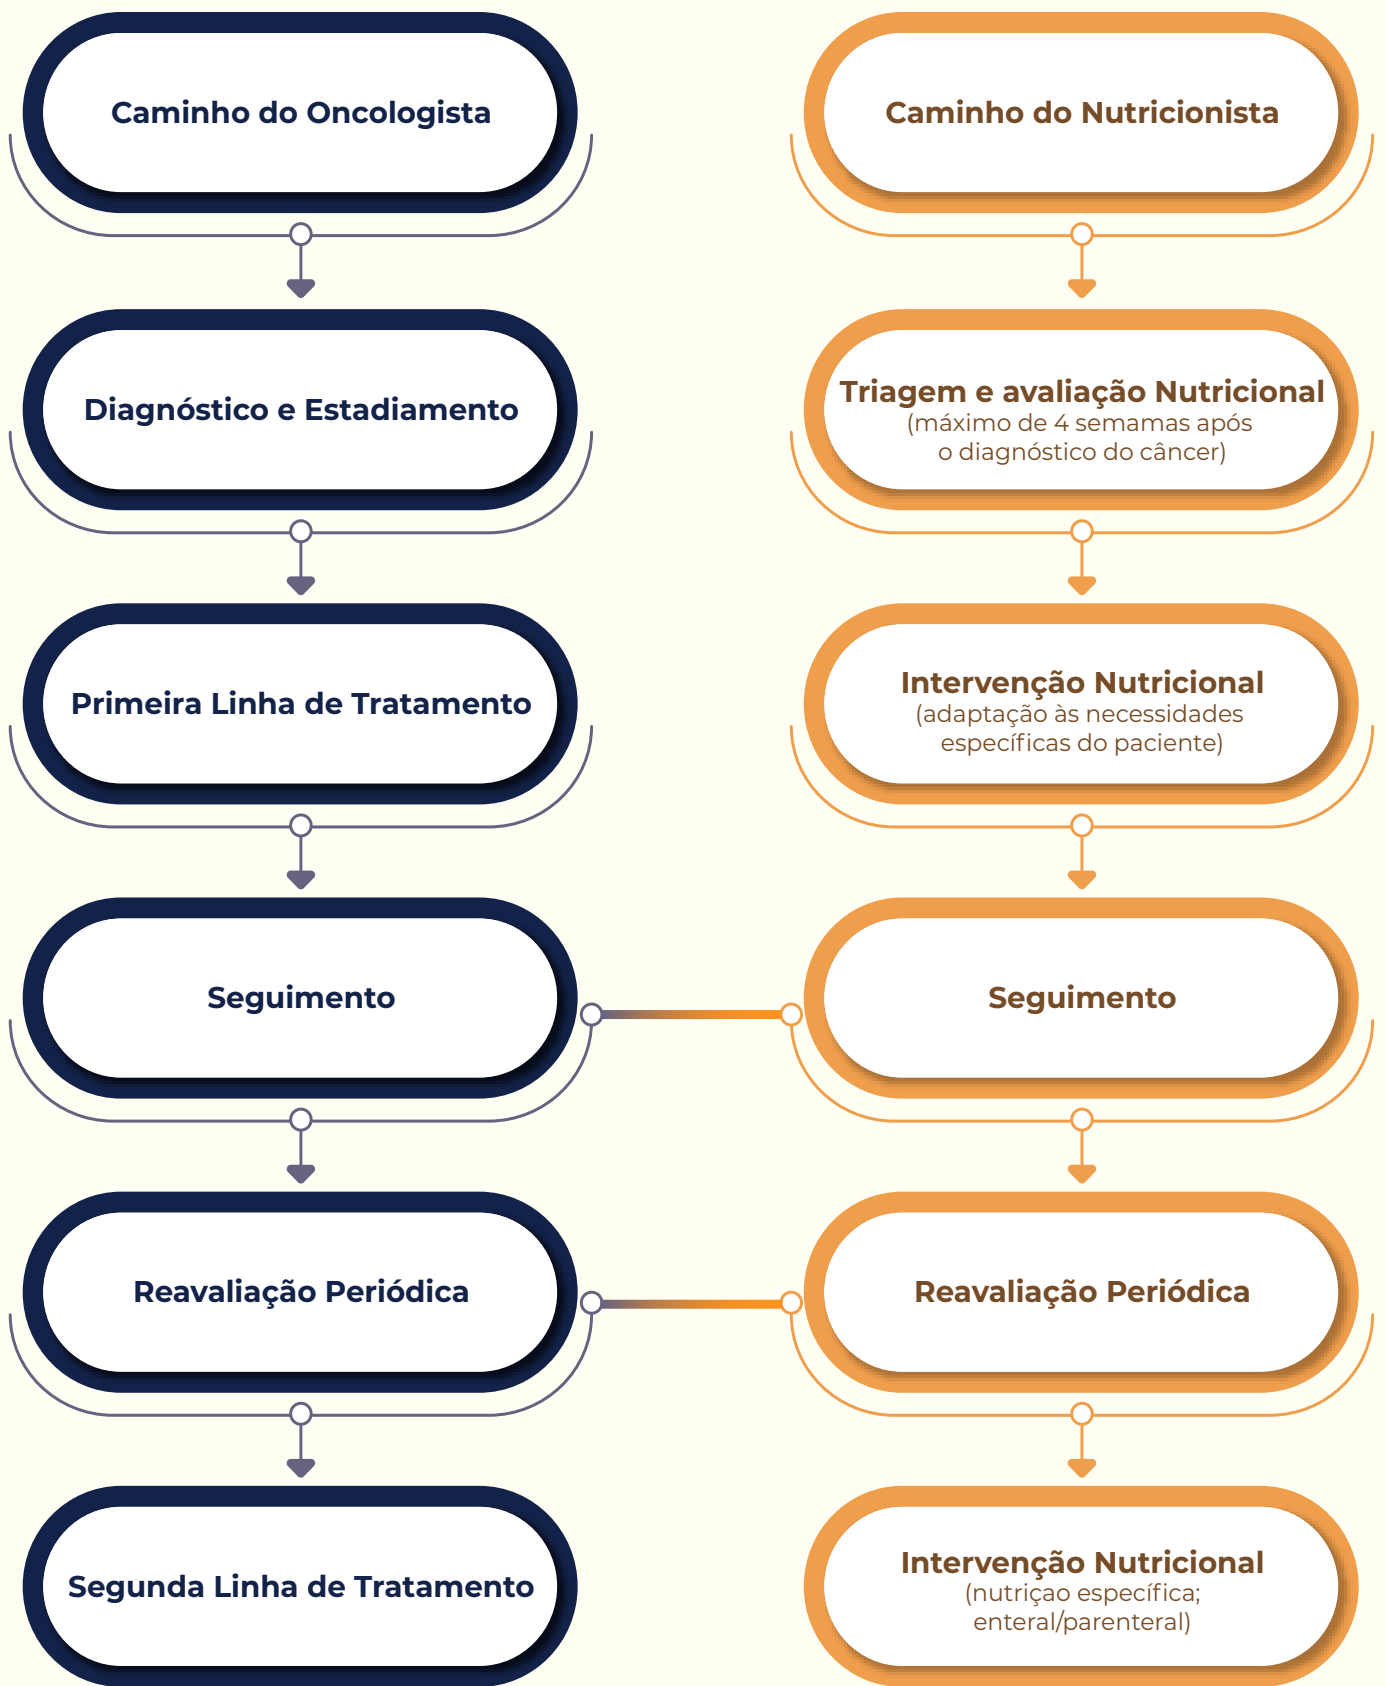 Caminho do Oncologista
Caminho do Nutricionista
Diagnóstico e Estadiamento
Triagem e avaliação Nutricional
(máximo de 4 semamas após
o diagnóstico do câncer)
Primeira Linha de Tratamento
Intervenção Nutricional
(adaptação às necessidades
específicas do paciente)
Seguimento
Seguimento
Reavaliação Periódica
Reavaliação Periódica
Segunda Linha de Tratamento
Intervenção Nutricional
(nutriçao específica;
enteral/parenteral)